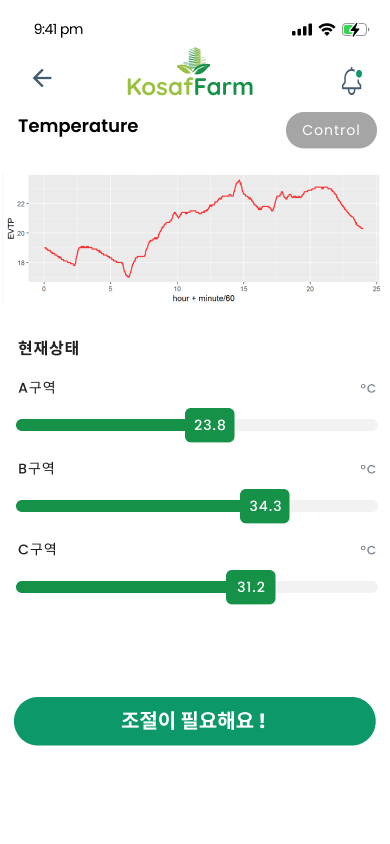 9:41 pm
KosafFarm
Temperature
Control
EVTP
22
20
18
0 5 10 15 20 25
hour + minute/60
현재상태
A구역 °C
23.8
B구역 °C
34.3
C구역 °C
31.2
조절이 필요해요 !